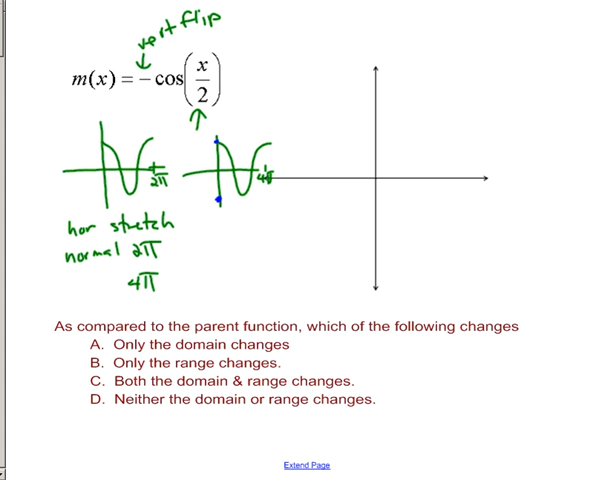 vert flip
m(x) = −cos(x/2)
2π
4π
hor stretch
normal 2π
4π
As compared to the parent function, which of the following changes
A. Only the domain changes
B. Only the range changes.
C. Both the domain & range changes.
D. Neither the domain or range changes.
Extend Page